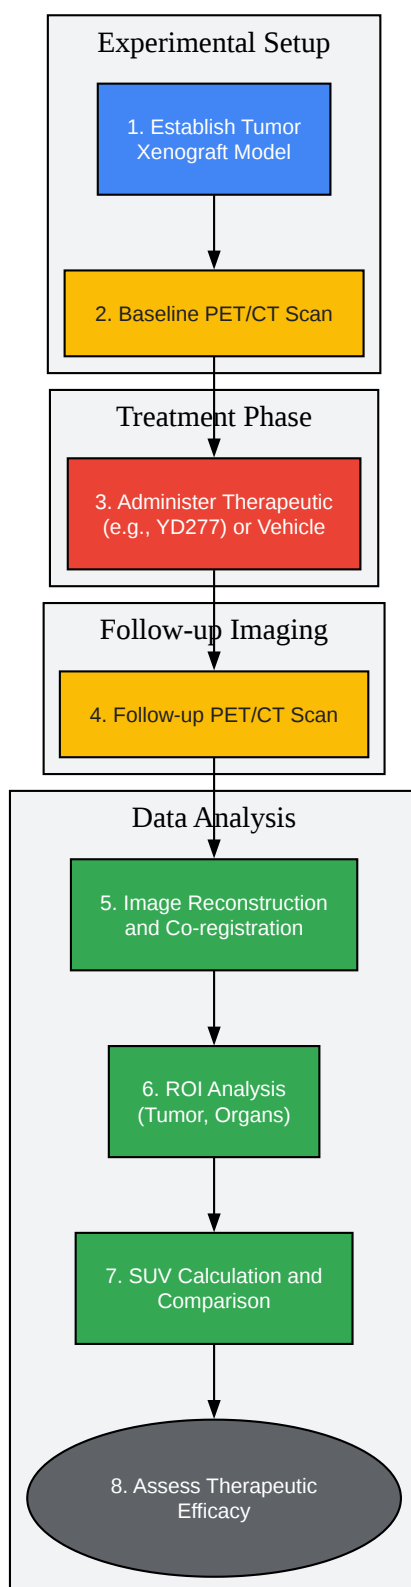 Experimental Setup
1. Establish Tumor
Xenograft Model
2. Baseline PET/CT Scan
Treatment Phase
3. Administer Therapeutic
(e.g., YD277) or Vehicle
Follow-up Imaging
4. Follow-up PET/CT Scan
Data Analysis
5. Image Reconstruction
and Co-registration
6. ROI Analysis
(Tumor, Organs)
7. SUV Calculation and
Comparison
8. Assess Therapeutic
Efficacy